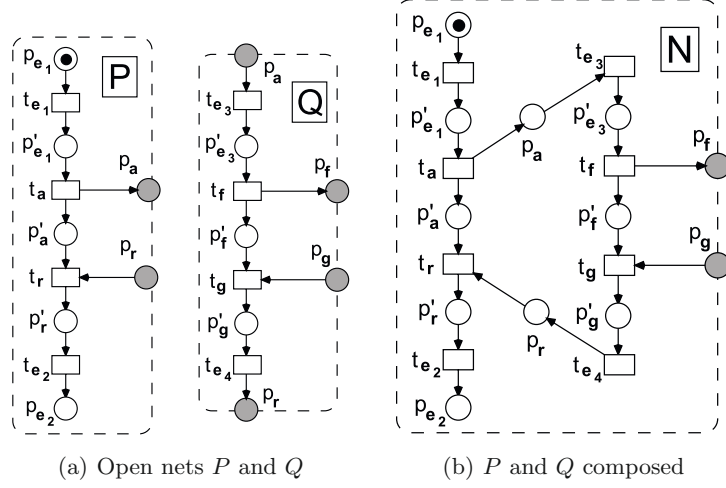 P
p_{e_1}
t_{e_1}
p'_{e_1}
t_a
p_a
p'_a
t_r
p_r
p'_r
t_{e_2}
p_{e_2}
Q
p_a
t_{e_3}
p'_{e_3}
t_f
p_f
p'_f
t_g
p_g
p'_g
t_{e_4}
p_r
(a) Open nets P and Q
N
p_{e_1}
t_{e_1}
p'_{e_1}
t_a
p_a
p'_a
t_r
p_r
p'_r
t_{e_2}
p_{e_2}
t_{e_3}
p'_{e_3}
t_f
p_f
p'_f
t_g
p_g
p'_g
t_{e_4}
(b) P and Q composed